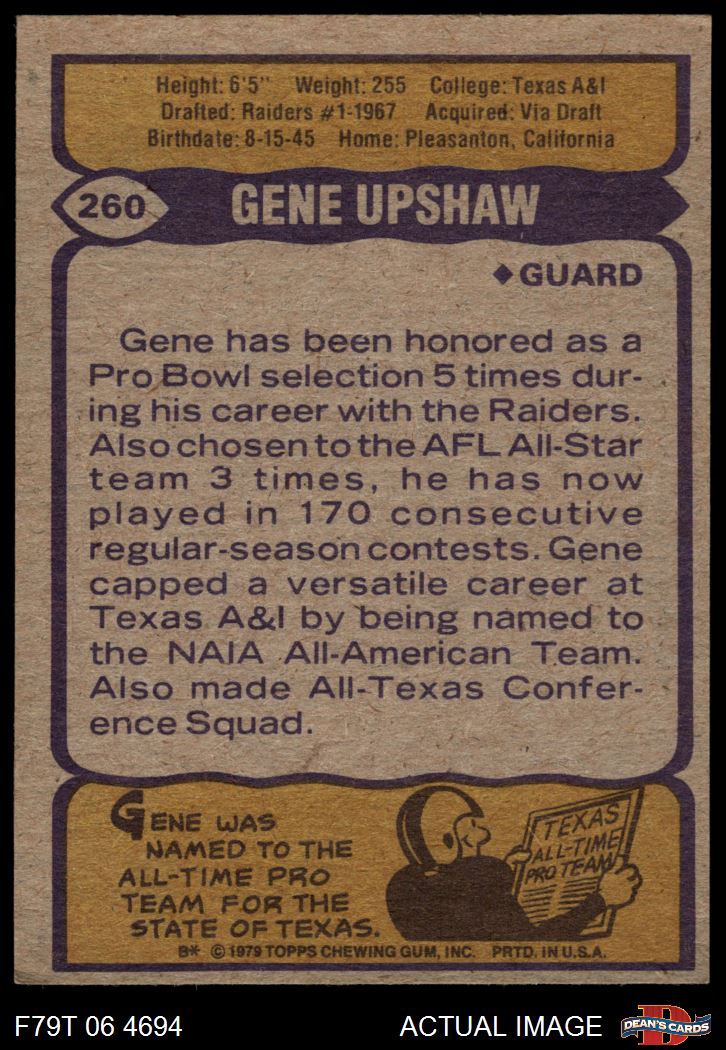 Height: 6'5" Weight: 255 College: Texas A&I
Drafted: Raiders #1-1967 Acquired: Via Draft
Birthdate: 8-15-45 Home: Pleasanton, California
260 GENE UPSHAW
♦GUARD
Gene has been honored as a
Pro Bowl selection 5 times dur-
ing his career with the Raiders.
Also chosen to the AFL All-Star
team 3 times, he has now
played in 170 consecutive
regular-season contests. Gene
capped a versatile career at
Texas A&I by being named to
the NAIA All-American Team.
Also made All-Texas Confer-
ence Squad.
GENE WAS
NAMED TO THE
ALL-TIME PRO
TEAM FOR THE
STATE OF TEXAS.
TEXAS
ALL-TIME
PRO TEAM
B* © 1979 TOPPS CHEWING GUM, INC. PRTD. IN U.S.A.
F79T 06 4694 ACTUAL IMAGE
D
DEAN'S CARDS